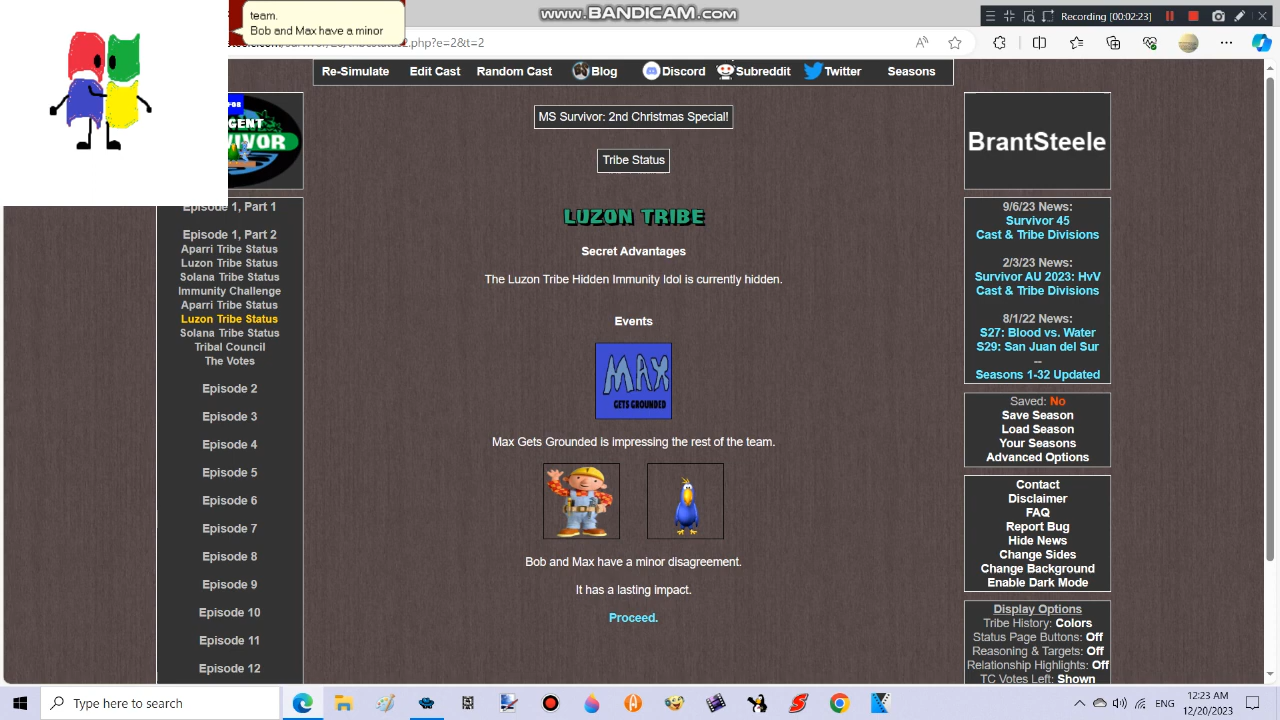 team.
Bob and Max have a minor
www.BANDICAM.com
Recording [00:02:23]
Re-Simulate
Edit Cast
Random Cast
Blog
Discord
Subreddit
Twitter
Seasons
FOR
MS Survivor: 2nd Christmas Special!
Tribe Status
LUZON TRIBE
Secret Advantages
The Luzon Tribe Hidden Immunity Idol is currently hidden.
Events
MAX
GETS GROUNDED
Max Gets Grounded is impressing the rest of the team.
Bob and Max have a minor disagreement.
It has a lasting impact.
Proceed.
Episode 1, Part 1
Episode 1, Part 2
Aparri Tribe Status
Luzon Tribe Status
Solana Tribe Status
Immunity Challenge
Aparri Tribe Status
Luzon Tribe Status
Solana Tribe Status
Tribal Council
The Votes
Episode 2
Episode 3
Episode 4
Episode 5
Episode 6
Episode 7
Episode 8
Episode 9
Episode 10
Episode 11
Episode 12
BrantSteele
9/6/23 News:
Survivor 45
Cast & Tribe Divisions
2/3/23 News:
Survivor AU 2023: HvV
Cast & Tribe Divisions
8/1/22 News:
S27: Blood vs. Water
S29: San Juan del Sur
--
Seasons 1-32 Updated
Saved: No
Save Season
Load Season
Your Seasons
Advanced Options
Contact
Disclaimer
FAQ
Report Bug
Hide News
Change Sides
Change Background
Enable Dark Mode
Display Options
Tribe History: Colors
Status Page Buttons: Off
Reasoning & Targets: Off
Relationship Highlights: Off
TC Votes Left: Shown
Type here to search
ENG
12:23 AM
12/20/2023